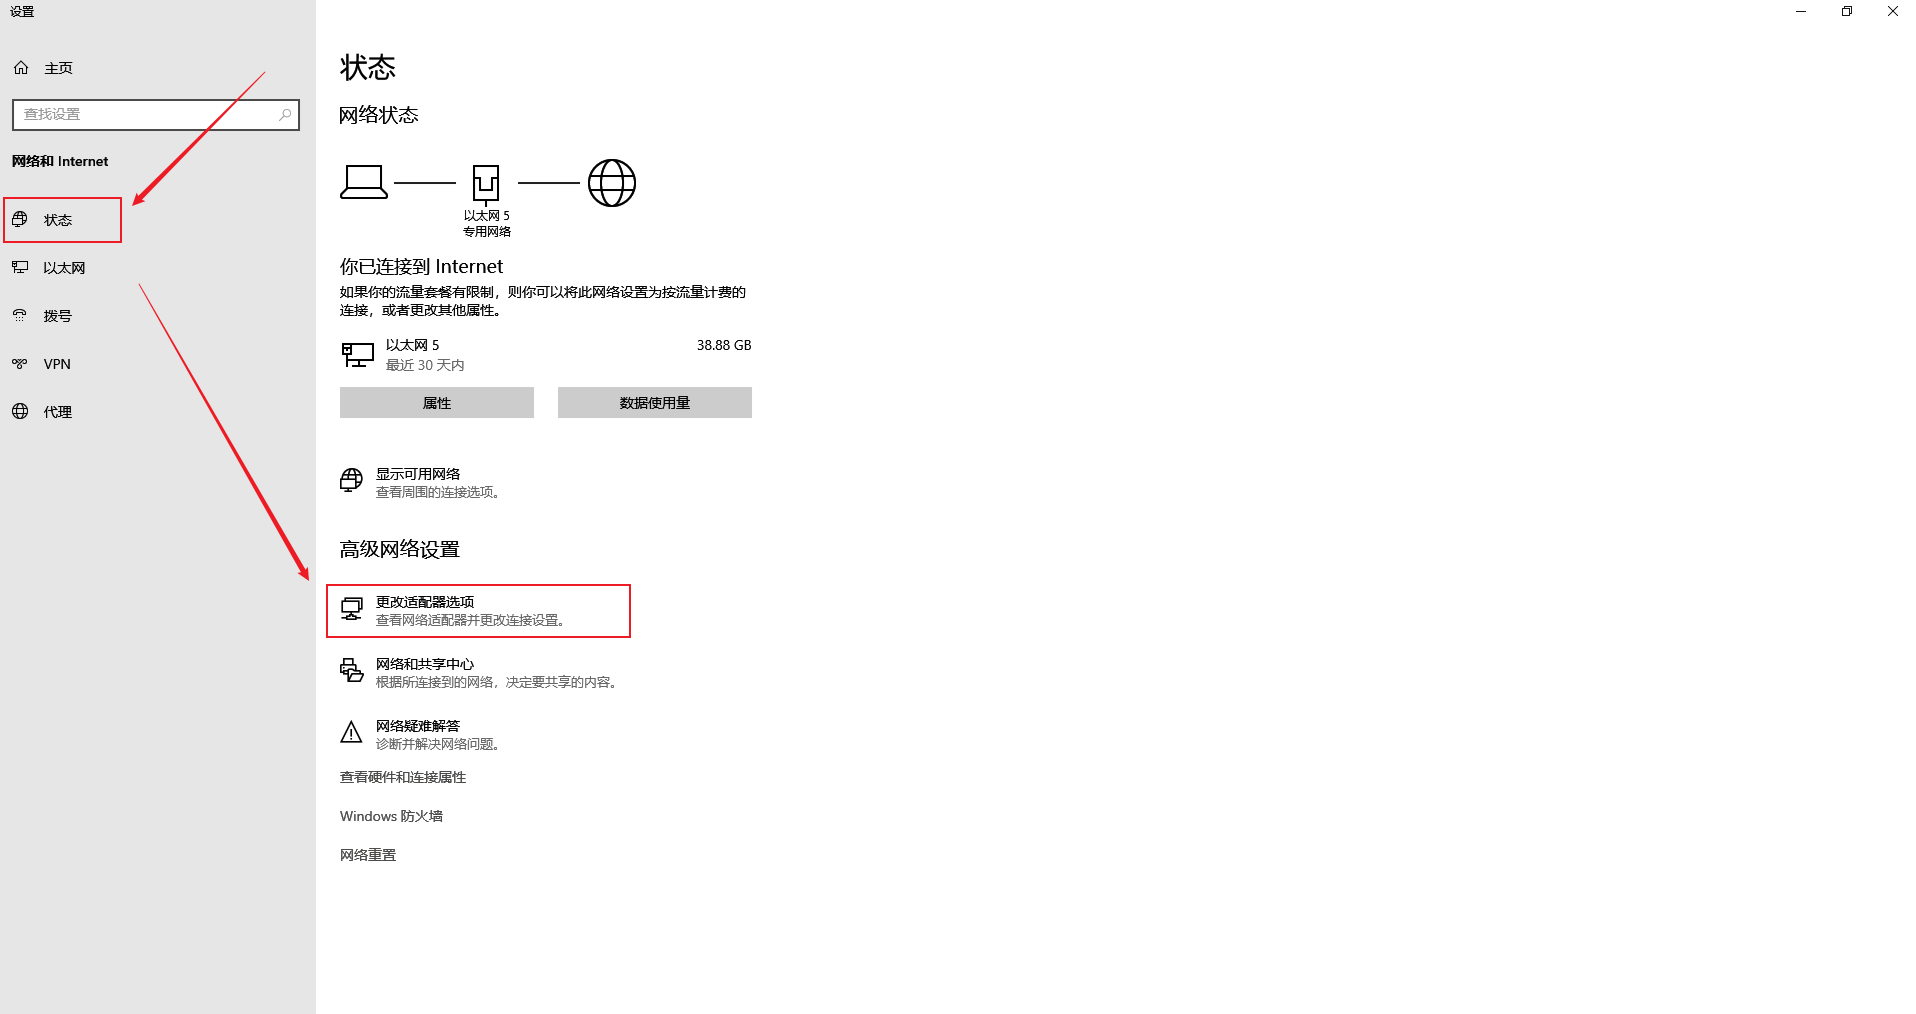 设置
主页
查找设置
网络和 Internet
状态
以太网
拨号
VPN
代理
状态
网络状态
以太网 5
专用网络
你已连接到 Internet
如果你的流量套餐有限制，则你可以将此网络设置为按流量计费的
连接，或者更改其他属性。
以太网 5
38.88 GB
最近 30 天内
属性
数据使用量
显示可用网络
查看周围的连接选项。
高级网络设置
更改适配器选项
查看网络适配器并更改连接设置。
网络和共享中心
根据所连接到的网络，决定要共享的内容。
网络疑难解答
诊断并解决网络问题。
查看硬件和连接属性
Windows 防火墙
网络重置